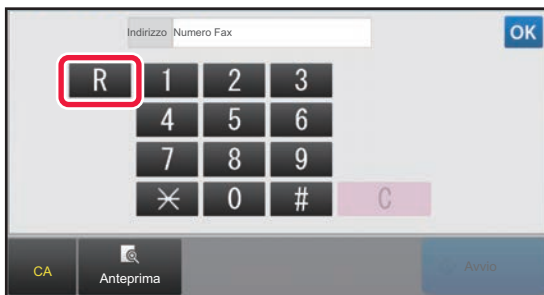 Indirizzo Numero Fax OK
R 1 2 3
4 5 6
7 8 9
* 0 # C
CA Anteprima Avvio